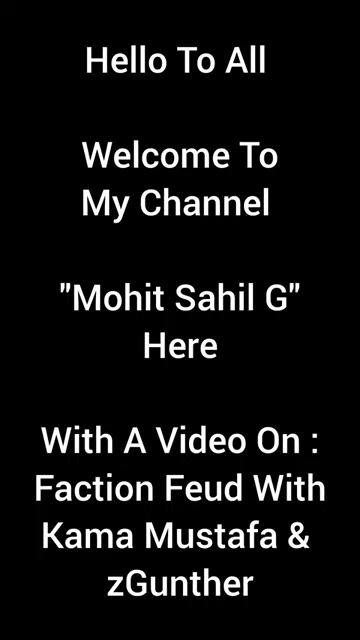 Hello To All
Welcome To
My Channel
"Mohit Sahil G"
Here
With A Video On :
Faction Feud With
Kama Mustafa &
zGunther